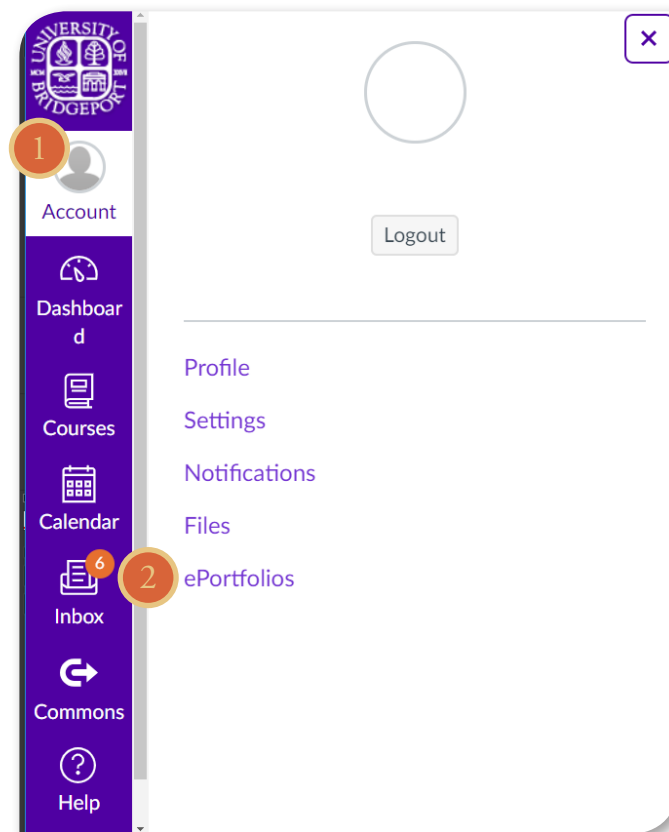 UNIVERSITY OF
BRIDGEPORT
1
Account
Dashboar
d
Courses
Calendar
6
Inbox
Commons
Help
×
Logout
Profile
Settings
Notifications
Files
2
ePortfolios